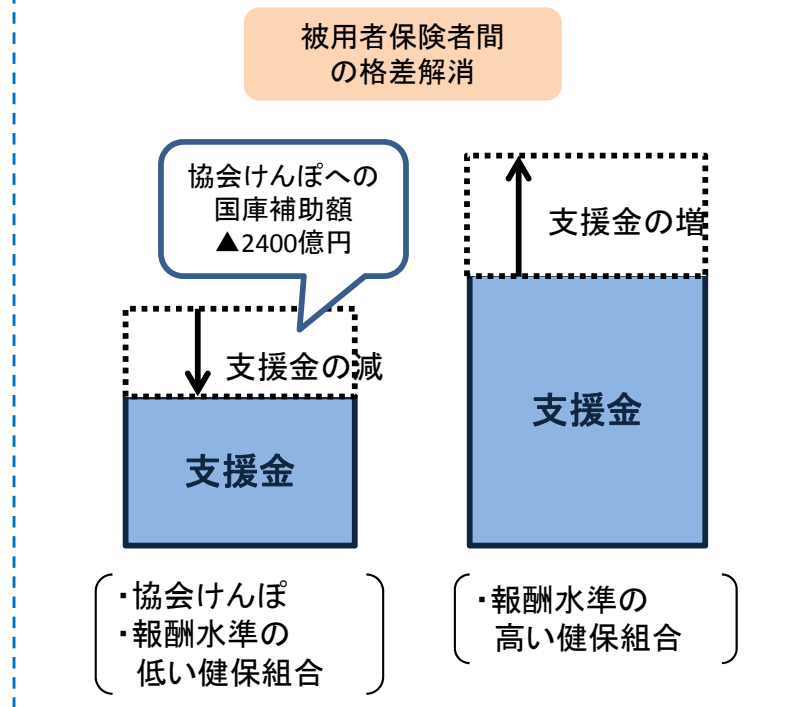 被用者保険者間
の格差解消
協会けんぽへの
国庫補助額
▲2400億円
支援金の減
支援金
・協会けんぽ
・報酬水準の
低い健保組合
支援金の増
支援金
・報酬水準の
高い健保組合